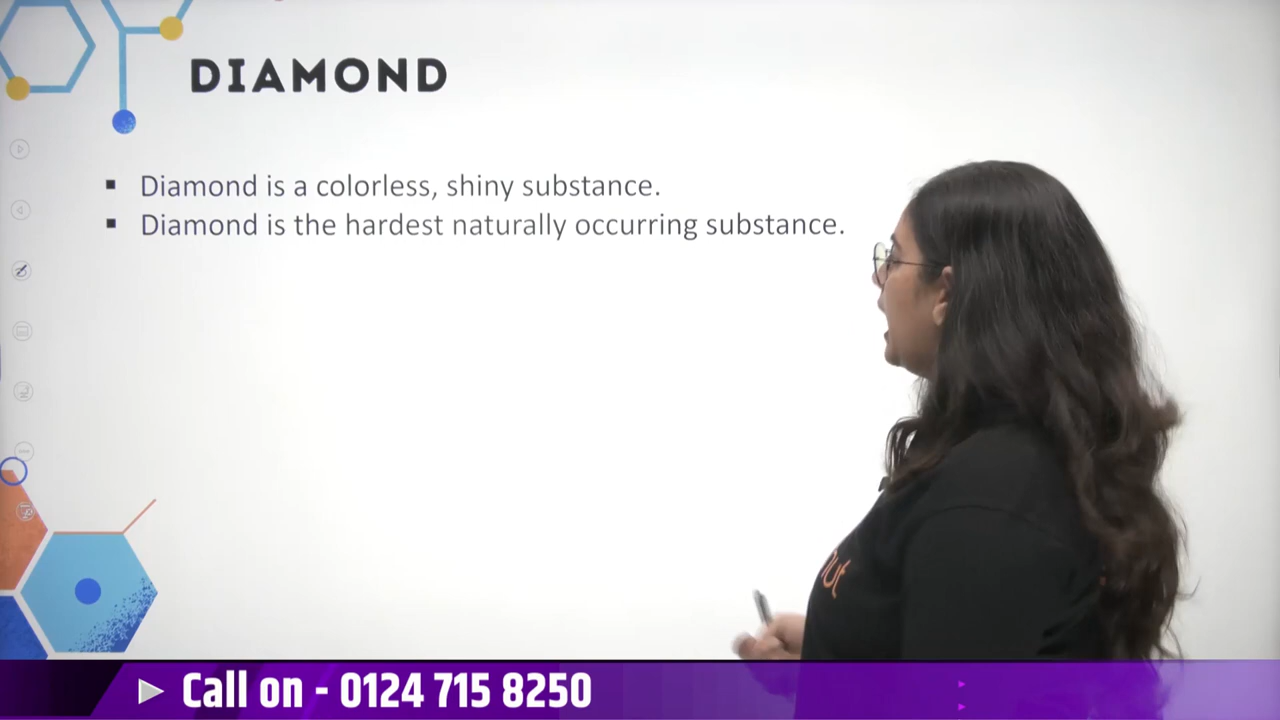 DIAMOND
▪ Diamond is a colorless, shiny substance.
▪ Diamond is the hardest naturally occurring substance.
Call on - 0124 715 8250